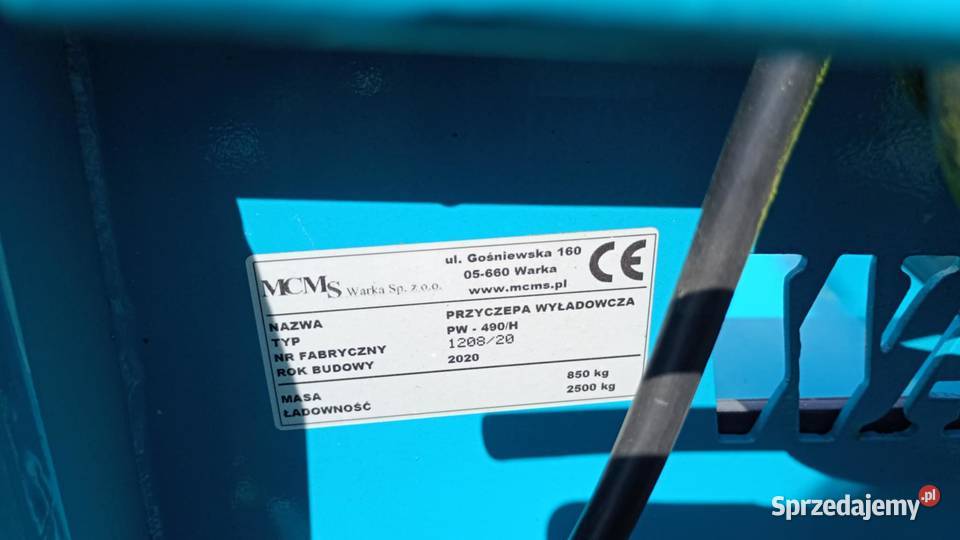 MCMS Warka Sp. z o.o.
ul. Gośniewska 160
05-660 Warka
www.mcms.pl
CE
NAZWA PRZYCZEPA WYŁADOWCZA
TYP PW - 490/H
NR FABRYCZNY 1208/20
ROK BUDOWY 2020
MASA 850 kg
ŁADOWNOŚĆ 2500 kg
Sprzedajemy.pl